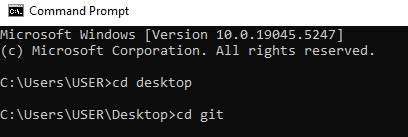 Command Prompt
Microsoft Windows [Version 10.0.19045.5247]
(c) Microsoft Corporation. All rights reserved.
C:\Users\USER>cd desktop
C:\Users\USER\Desktop>cd git